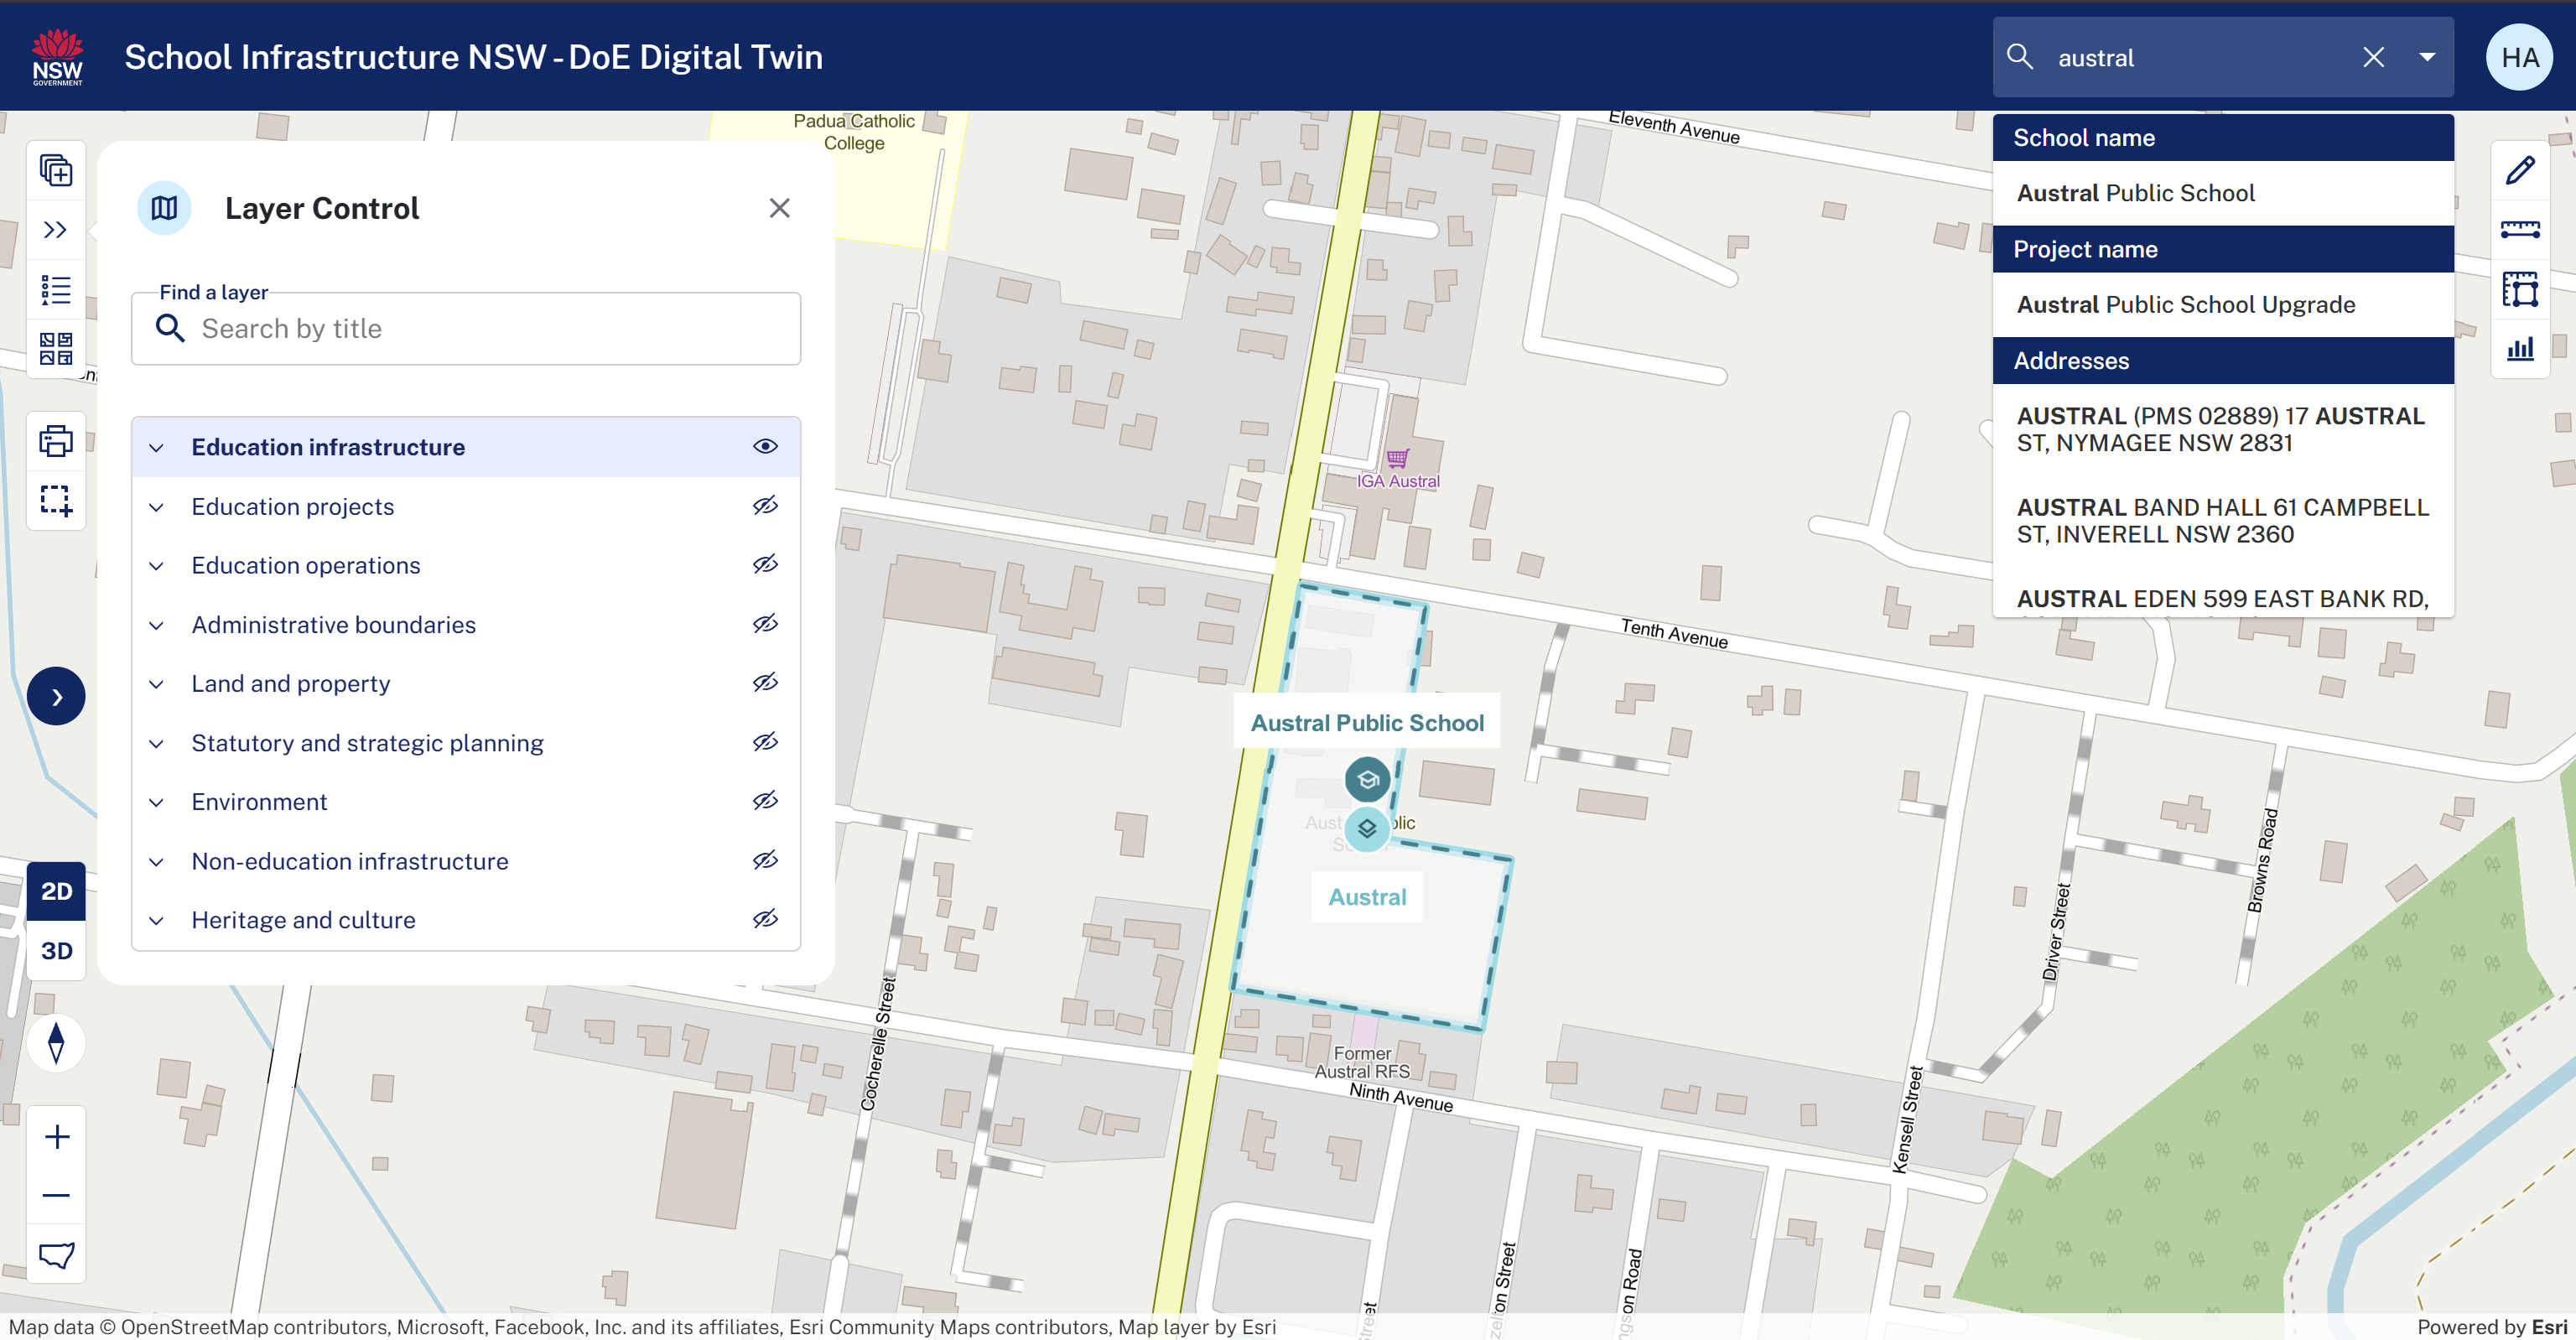 NSW
GOVERNMENT
School Infrastructure NSW - DoE Digital Twin
austral
HA
Layer Control
Find a layer
Search by title
Education infrastructure
Education projects
Education operations
Administrative boundaries
Land and property
Statutory and strategic planning
Environment
Non-education infrastructure
Heritage and culture
2D
3D
School name
Austral Public School
Project name
Austral Public School Upgrade
Addresses
AUSTRAL (PMS 02889) 17 AUSTRAL
ST, NYMAGEE NSW 2831
AUSTRAL BAND HALL 61 CAMPBELL
ST, INVERELL NSW 2360
AUSTRAL EDEN 599 EAST BANK RD,
Padua Catholic
College
Eleventh Avenue
IGA Austral
Tenth Avenue
Austral Public School
Austral
Former
Austral RFS
Ninth Avenue
Cocherelle Street
Kensell Street
Driver Street
Browns Road
Map data © OpenStreetMap contributors, Microsoft, Facebook, Inc. and its affiliates, Esri Community Maps contributors, Map layer by Esri
Powered by Esri